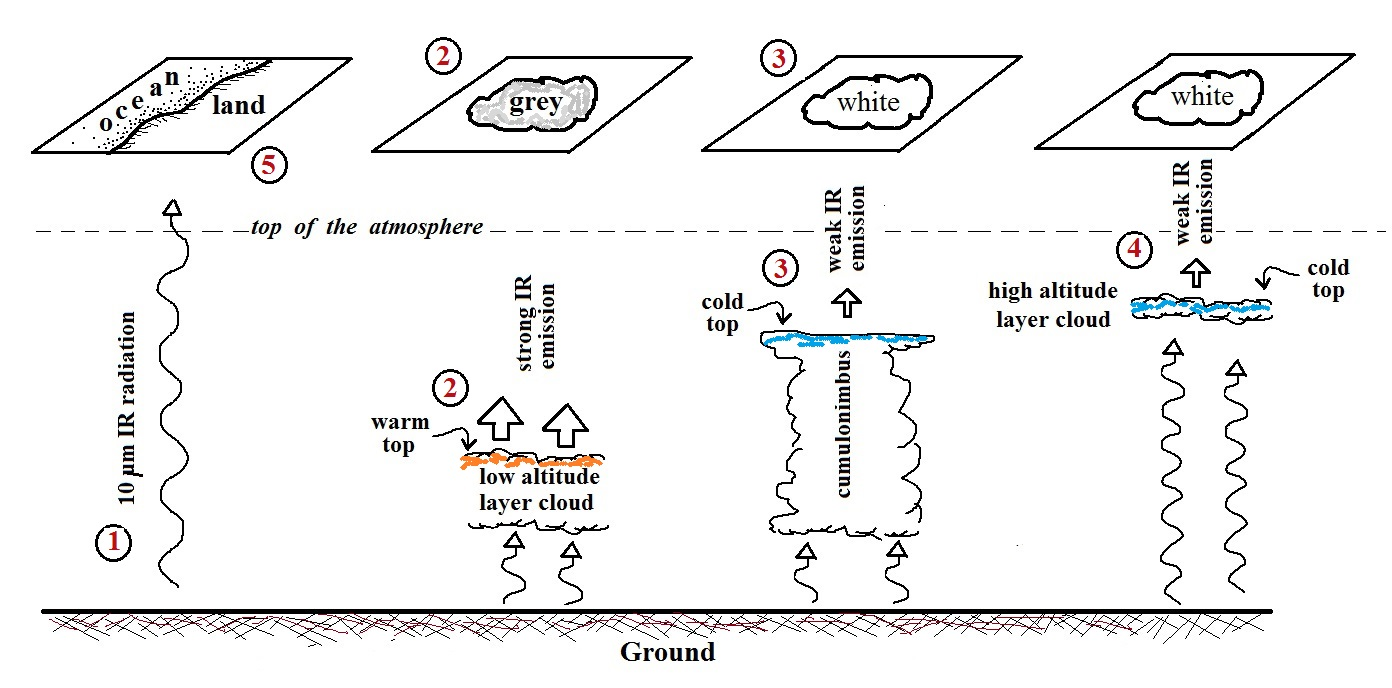 ocean
land
5
2
grey
3
white
white
top of the atmosphere
1
10 µm IR radiation
2
warm
top
strong IR
emission
low altitude
layer cloud
3
cold
top
weak IR
emission
cumulonimbus
4
high altitude
layer cloud
weak IR
emission
cold
top
Ground